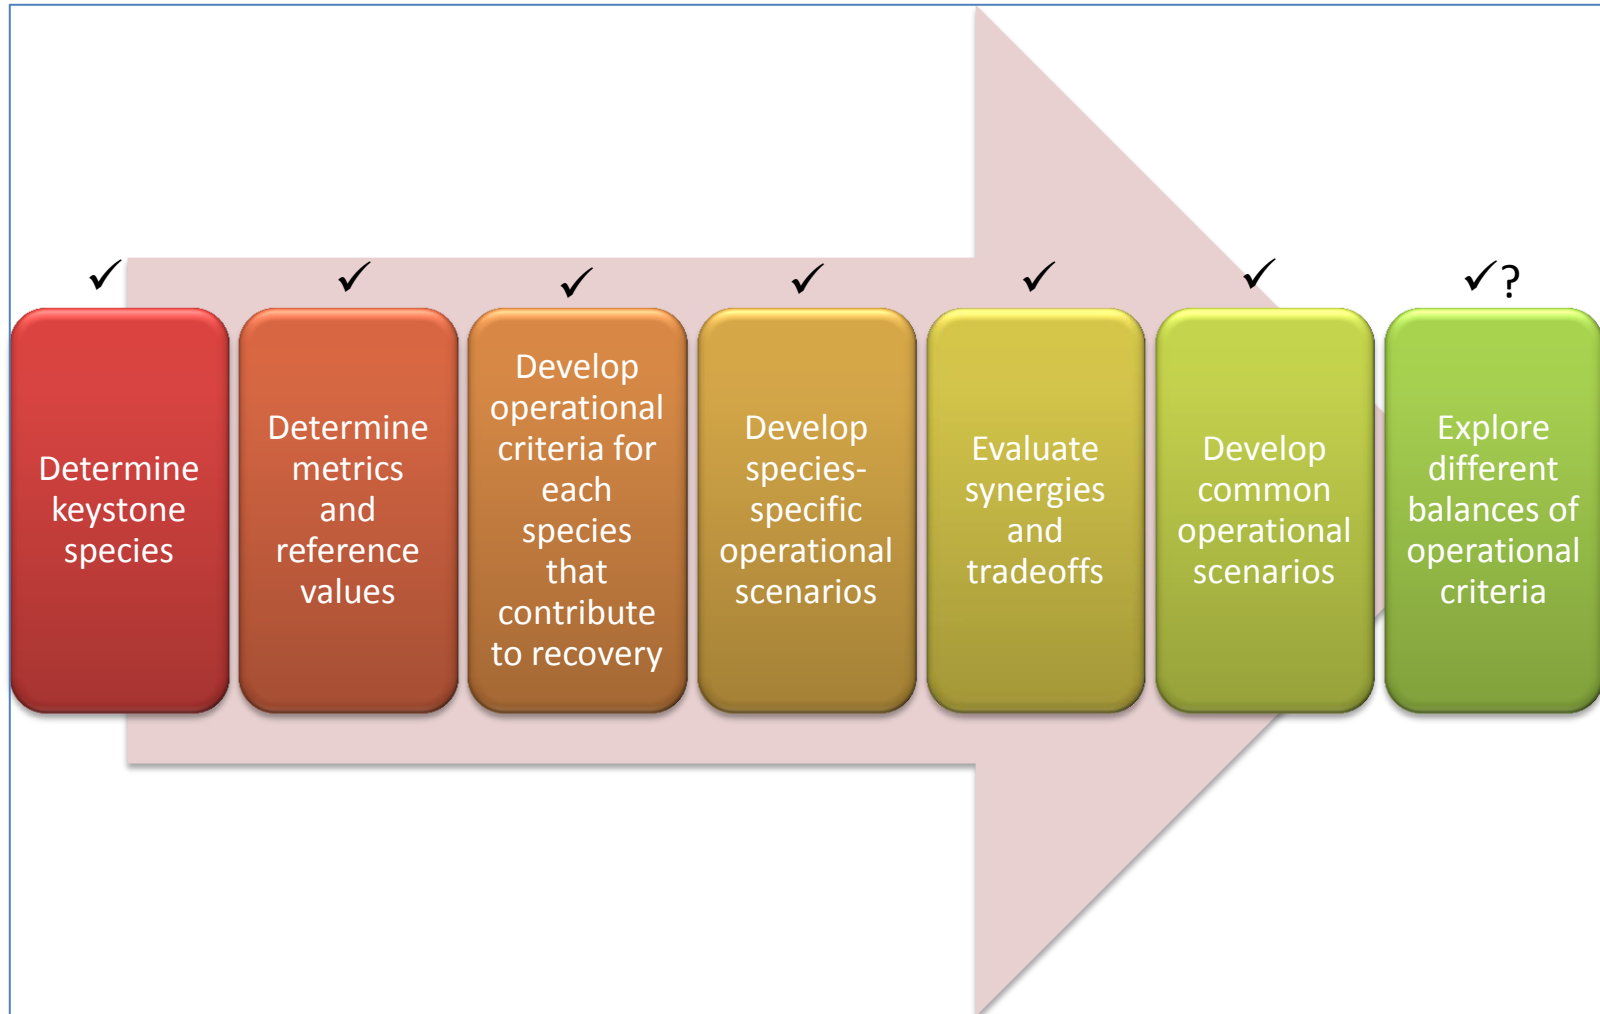 ✓
✓
✓
✓
✓
✓
✓?
Determine
keystone
species
Determine
metrics
and
reference
values
Develop
operational
criteria for
each
species
that
contribute
to recovery
Develop
species-
specific
operational
scenarios
Evaluate
synergies
and
tradeoffs
Develop
common
operational
scenarios
Explore
different
balances of
operational
criteria